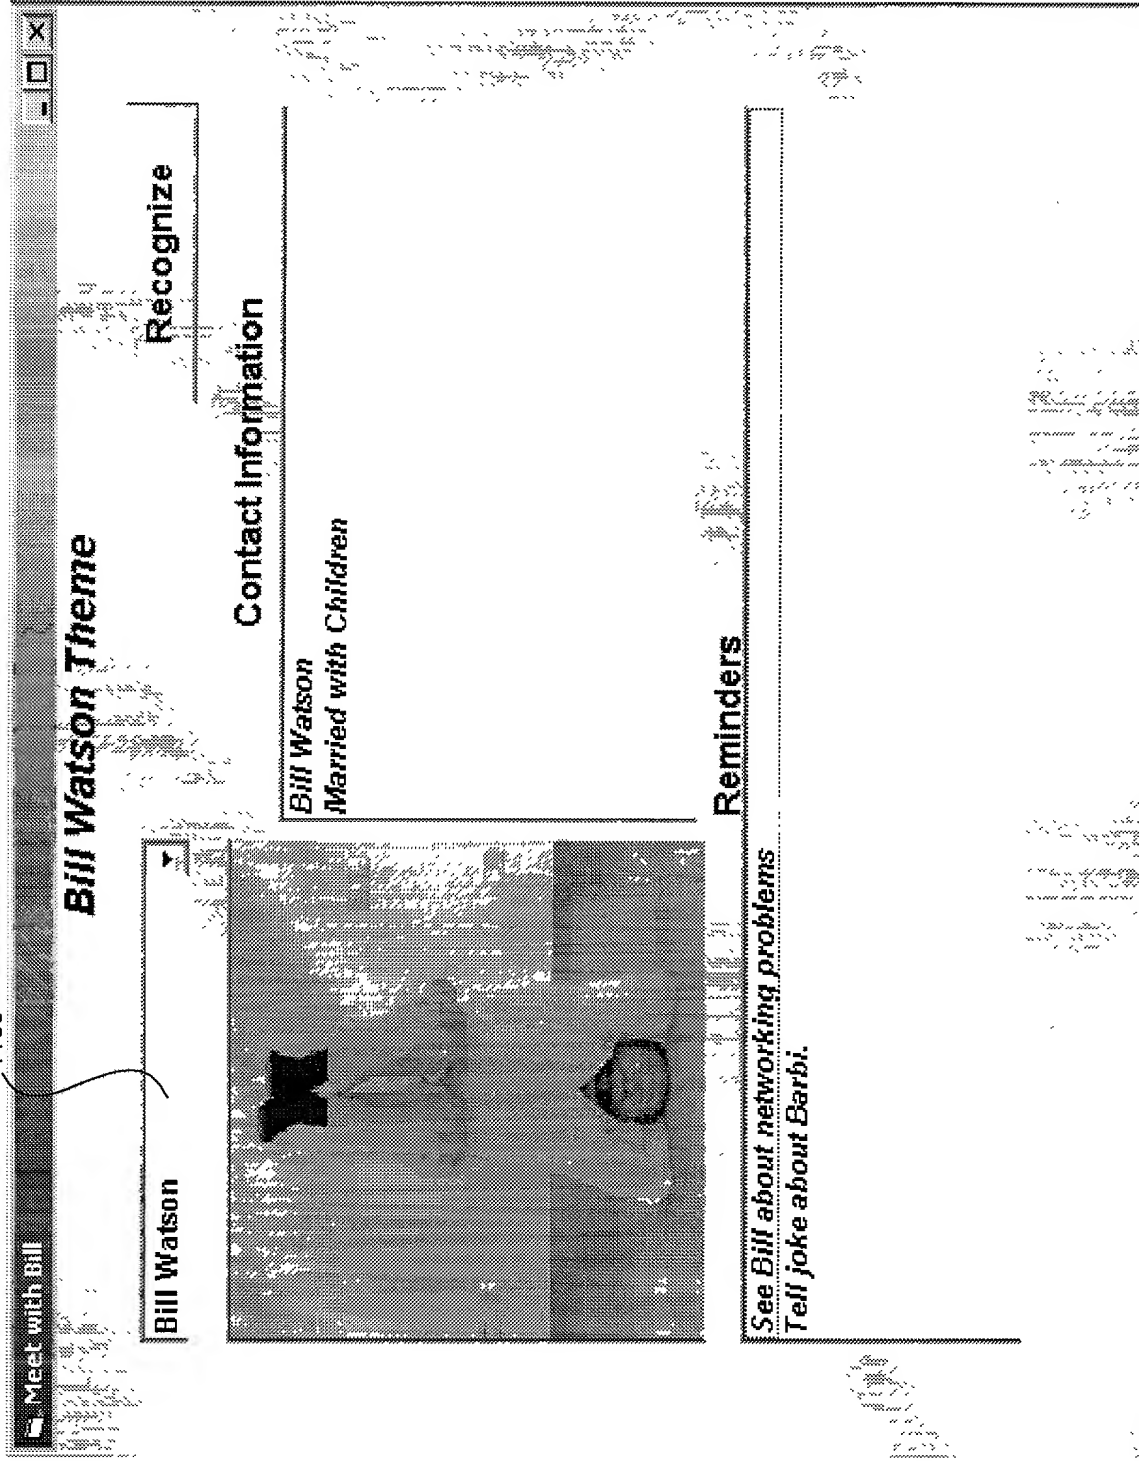 Meet with Bill
Bill Watson Theme
Bill Watson
Recognize
Contact Information
Bill Watson
Married with Children
Reminders
See Bill about networking problems
Tell joke about Barbi.